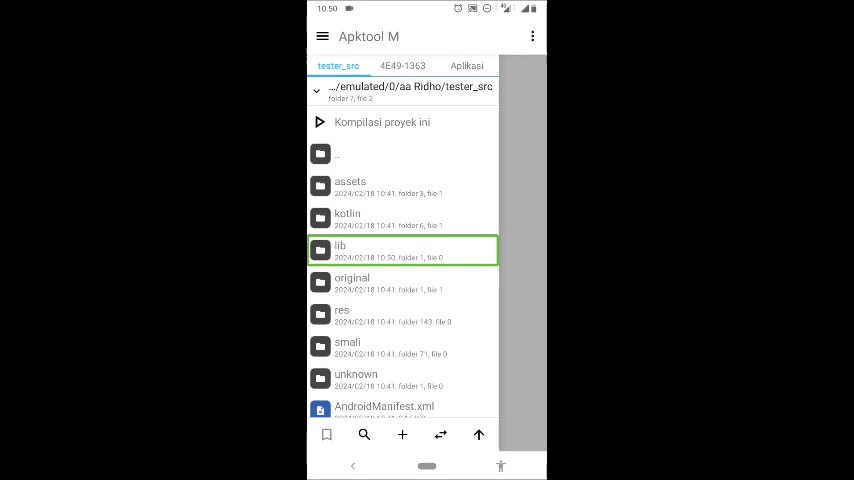 10.50
Apktool M
tester_src
4E49-1363
Aplikasi
.../emulated/0/aa Ridho/tester_src
folder 7, file 2
Kompilasi proyek ini
..
assets
2024/02/18 10:41, folder 3, file 1
kotlin
2024/02/18 10:41, folder 6, file 1
lib
2024/02/18 10:50, folder 1, file 0
original
2024/02/18 10:41, folder 1, file 1
res
2024/02/18 10:41, folder 143, file 0
smali
2024/02/18 10:41, folder 71, file 0
unknown
2024/02/18 10:41, folder 1, file 0
AndroidManifest.xml